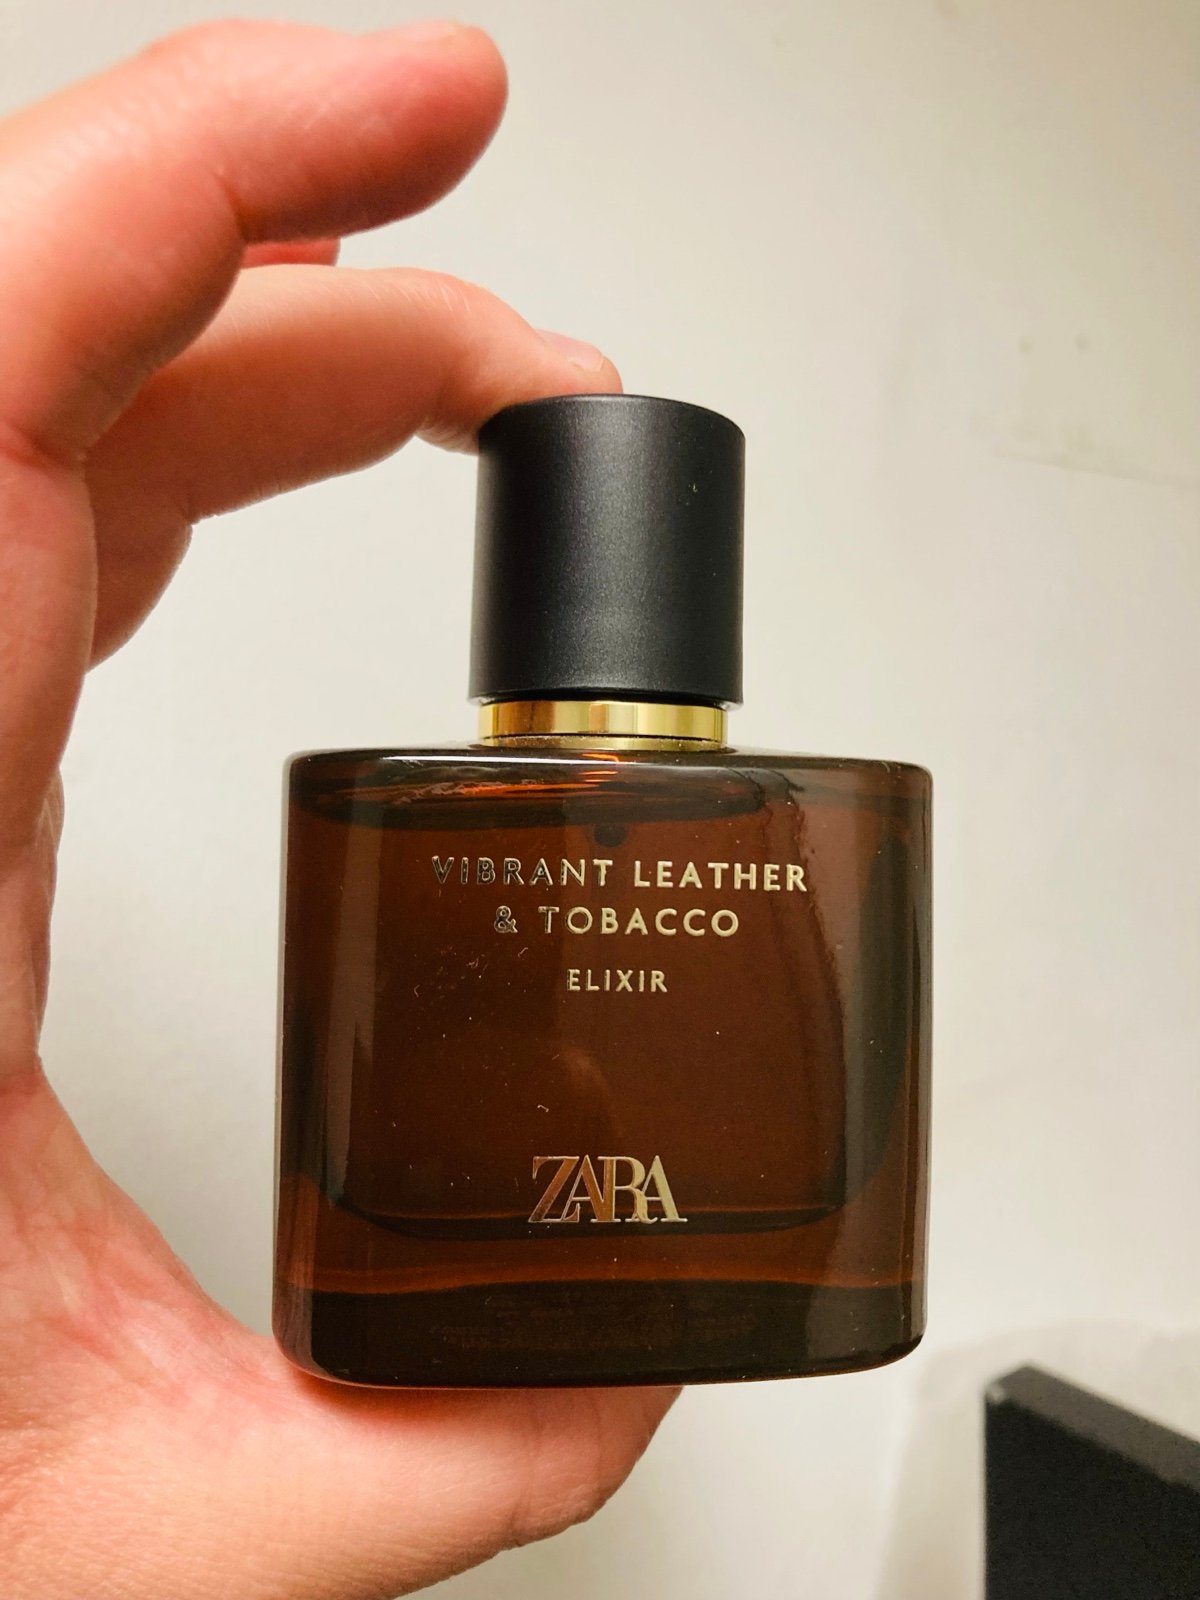 VIBRANT LEATHER
& TOBACCO
ELIXIR
ZARA